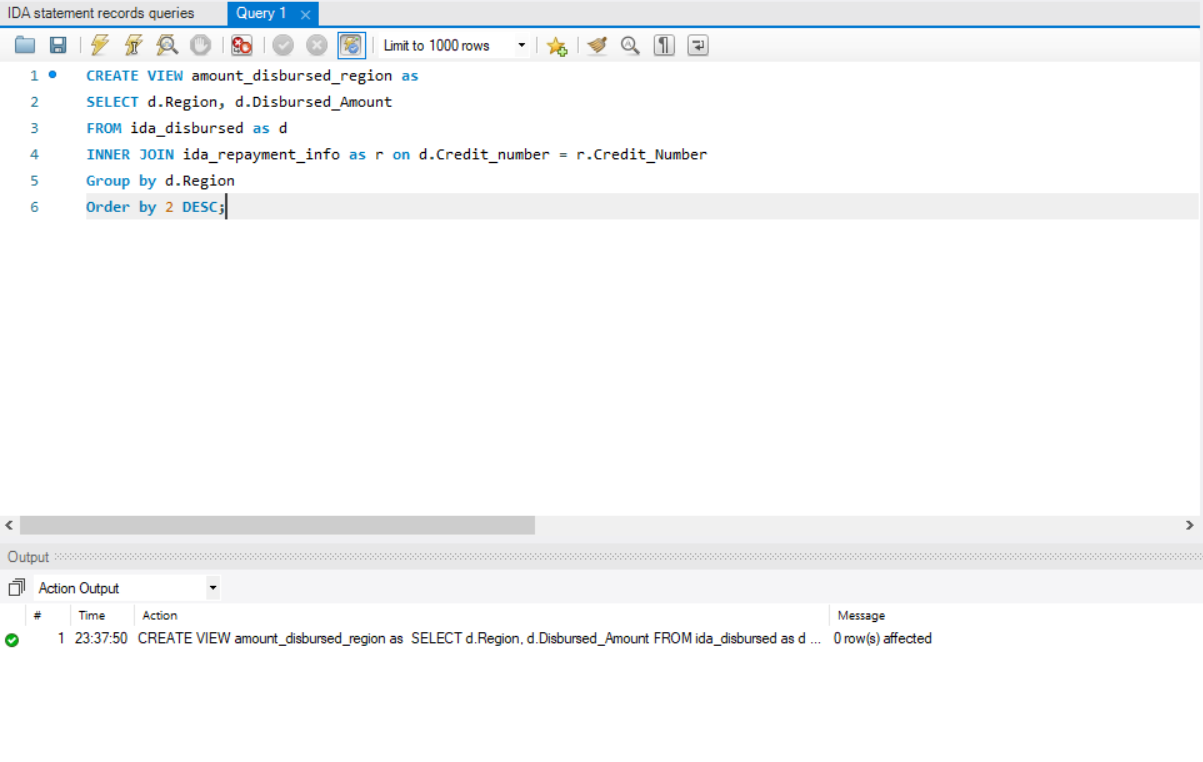 IDA statement records queries Query 1
Limit to 1000 rows
1 CREATE VIEW amount_disbursed_region as
2 SELECT d.Region, d.Disbursed_Amount
3 FROM ida_disbursed as d
4 INNER JOIN ida_repayment_info as r on d.Credit_number = r.Credit_Number
5 Group by d.Region
6 Order by 2 DESC;
Output
Action Output
# Time Action Message
1 23:37:50 CREATE VIEW amount_disbursed_region as SELECT d.Region, d.Disbursed_Amount FROM ida_disbursed as d ... 0 row(s) affected